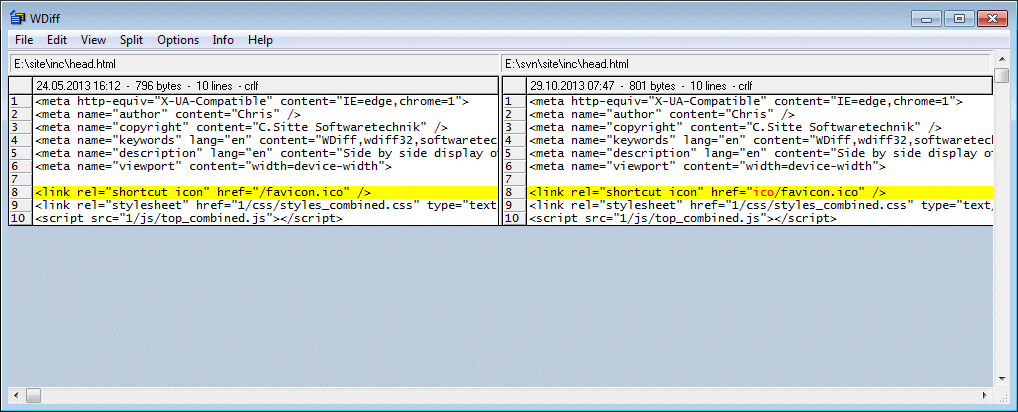 WDiff
File Edit View Split Options Info Help
E:\site\inc\head.html
E:\svn\site\inc\head.html
24.05.2013 16:12 - 796 bytes - 10 lines - crlf
1 <meta http-equiv="X-UA-Compatible" content="IE=edge,chrome=1">
2 <meta name="author" content="Chris" />
3 <meta name="copyright" content="C.Sitte Softwaretechnik" />
4 <meta name="keywords" lang="en" content="WDiff,wdiff32,softwaretech
5 <meta name="description" lang="en" content="Side by side display o
6 <meta name="viewport" content="width=device-width">
7
8 <link rel="shortcut icon" href="/favicon.ico" />
9 <link rel="stylesheet" href="1/css/styles_combined.css" type="text
10 <script src="1/js/top_combined.js"></script>
29.10.2013 07:47 - 801 bytes - 10 lines - crlf
1 <meta http-equiv="X-UA-Compatible" content="IE=edge,chrome=1">
2 <meta name="author" content="Chris" />
3 <meta name="copyright" content="C.Sitte Softwaretechnik" />
4 <meta name="keywords" lang="en" content="WDiff,wdiff32,softwaretec
5 <meta name="description" lang="en" content="Side by side display o
6 <meta name="viewport" content="width=device-width">
7
8 <link rel="shortcut icon" href="ico/favicon.ico" />
9 <link rel="stylesheet" href="1/css/styles_combined.css" type="text/
10 <script src="1/js/top_combined.js"></script>